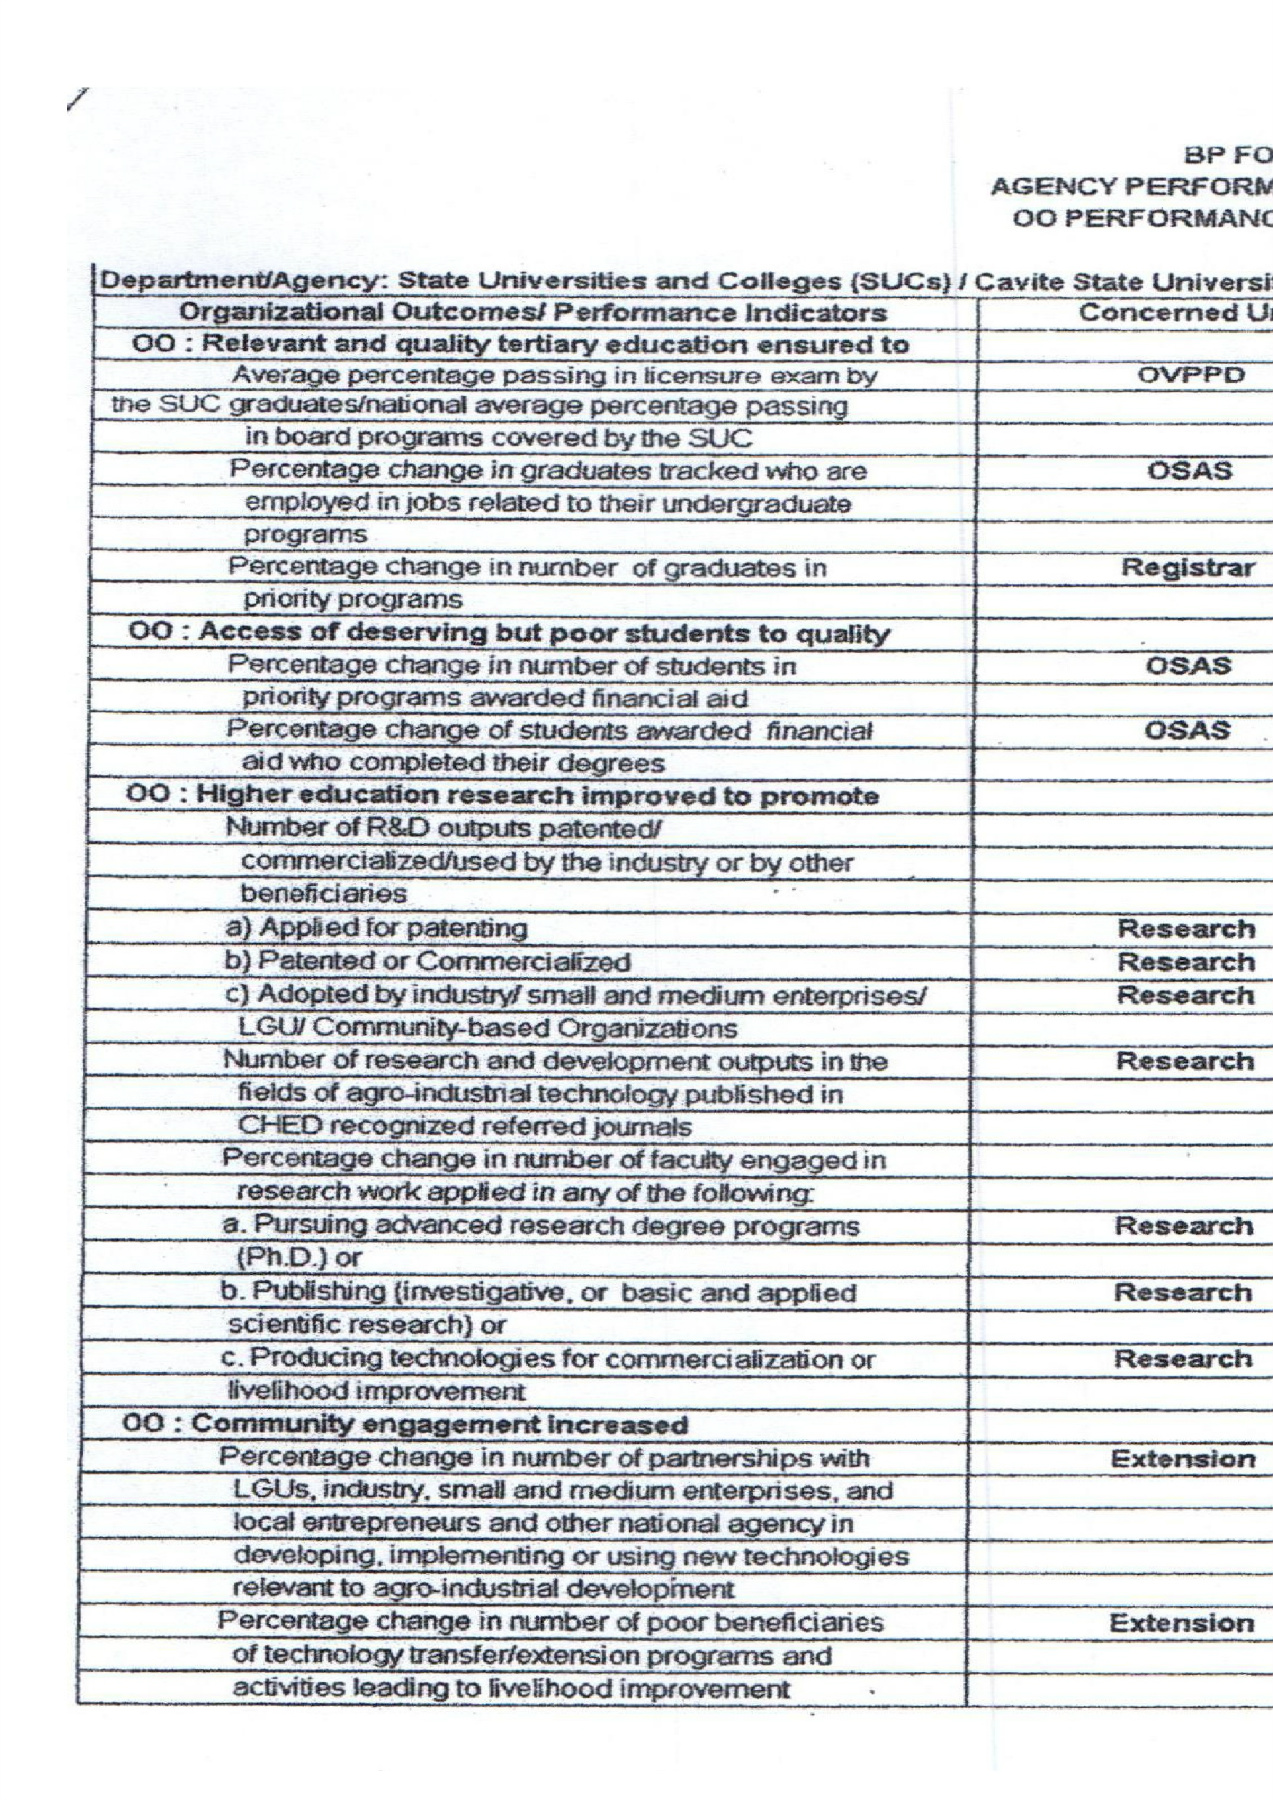 BP FO
AGENCY PERFORM
OO PERFORMANC
Department/Agency: State Universities and Colleges (SUCs) / Cavite State Universi
Organizational Outcomes/ Performance Indicators Concerned Un
OO : Relevant and quality tertiary education ensured to
Average percentage passing in licensure exam by OVPPD
the SUC graduates/national average percentage passing
in board programs covered by the SUC
Percentage change in graduates tracked who are OSAS
employed in jobs related to their undergraduate
programs
Percentage change in number of graduates in Registrar
priority programs
OO : Access of deserving but poor students to quality
Percentage change in number of students in OSAS
priority programs awarded financial aid
Percentage change of students awarded financial OSAS
aid who completed their degrees
OO : Higher education research improved to promote
Number of R&D outputs patented/
commercialized/used by the industry or by other
beneficiaries
a) Applied for patenting Research
b) Patented or Commercialized Research
c) Adopted by industry/ small and medium enterprises/ Research
LGU/ Community-based Organizations
Number of research and development outputs in the Research
fields of agro-industrial technology published in
CHED recognized referred journals
Percentage change in number of faculty engaged in
research work applied in any of the following:
a. Pursuing advanced research degree programs Research
(Ph.D.) or
b. Publishing (investigative, or basic and applied Research
scientific research) or
c. Producing technologies for commercialization or Research
livelihood improvement
OO : Community engagement increased
Percentage change in number of partnerships with Extension
LGUs, industry, small and medium enterprises, and
local entrepreneurs and other national agency in
developing, implementing or using new technologies
relevant to agro-industrial development
Percentage change in number of poor beneficiaries Extension
of technology transfer/extension programs and
activities leading to livelihood improvement